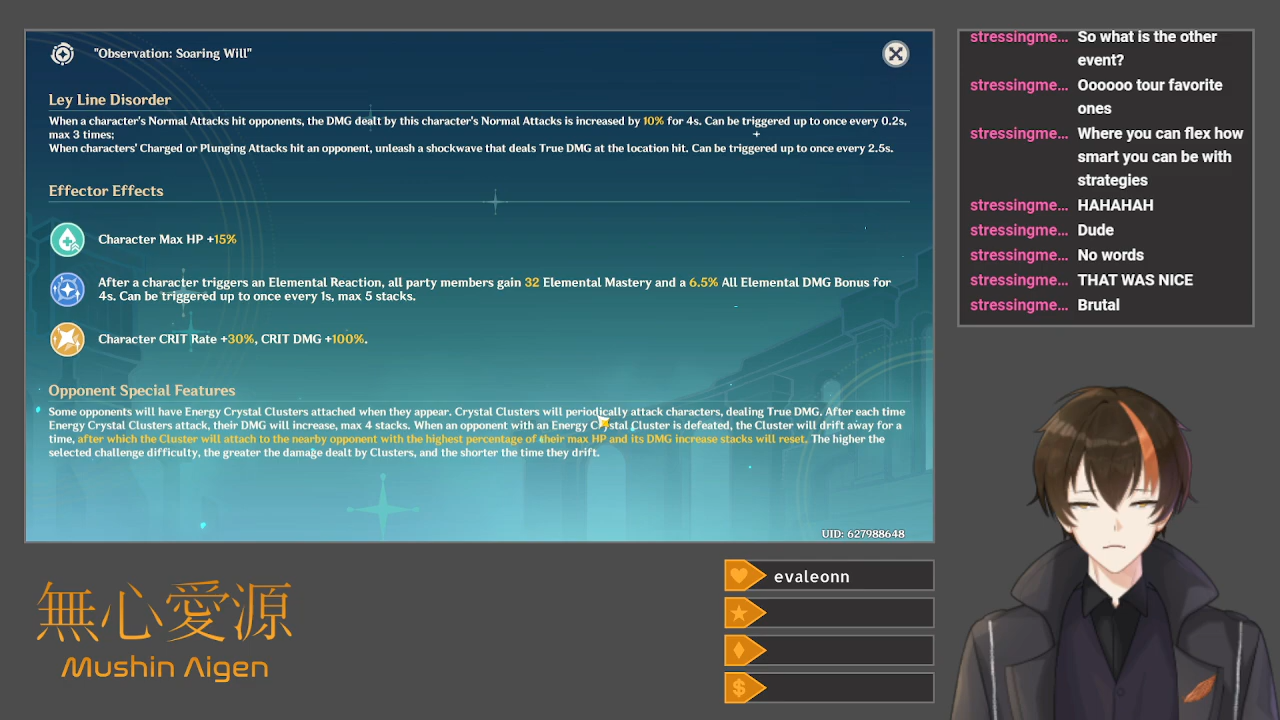 "Observation: Soaring Will"
Ley Line Disorder
When a character's Normal Attacks hit opponents, the DMG dealt by this character's Normal Attacks is increased by 10% for 4s. Can be triggered up to once every 0.2s,
max 3 times;
When characters' Charged or Plunging Attacks hit an opponent, unleash a shockwave that deals True DMG at the location hit. Can be triggered up to once every 2.5s.
Effector Effects
Character Max HP +15%
After a character triggers an Elemental Reaction, all party members gain 32 Elemental Mastery and a 6.5% All Elemental DMG Bonus for
4s. Can be triggered up to once every 1s, max 5 stacks.
Character CRIT Rate +30%, CRIT DMG +100%.
Opponent Special Features
Some opponents will have Energy Crystal Clusters attached when they appear. Crystal Clusters will periodically attack characters, dealing True DMG. After each time
Energy Crystal Clusters attack, their DMG will increase, max 4 stacks. When an opponent with an Energy Crystal Cluster is defeated, the Cluster will drift away for a
time, after which the Cluster will attach to the nearby opponent with the highest percentage of their max HP and its DMG increase stacks will reset. The higher the
selected challenge difficulty, the greater the damage dealt by Clusters, and the shorter the time they drift.
UID: 627988648
stressingme... So what is the other
event?
stressingme... Oooooo tour favorite
ones
stressingme... Where you can flex how
smart you can be with
strategies
stressingme... HAHAHAH
stressingme... Dude
stressingme... No words
stressingme... THAT WAS NICE
stressingme... Brutal
無心愛源
Mushin Aigen
evaleonn
$